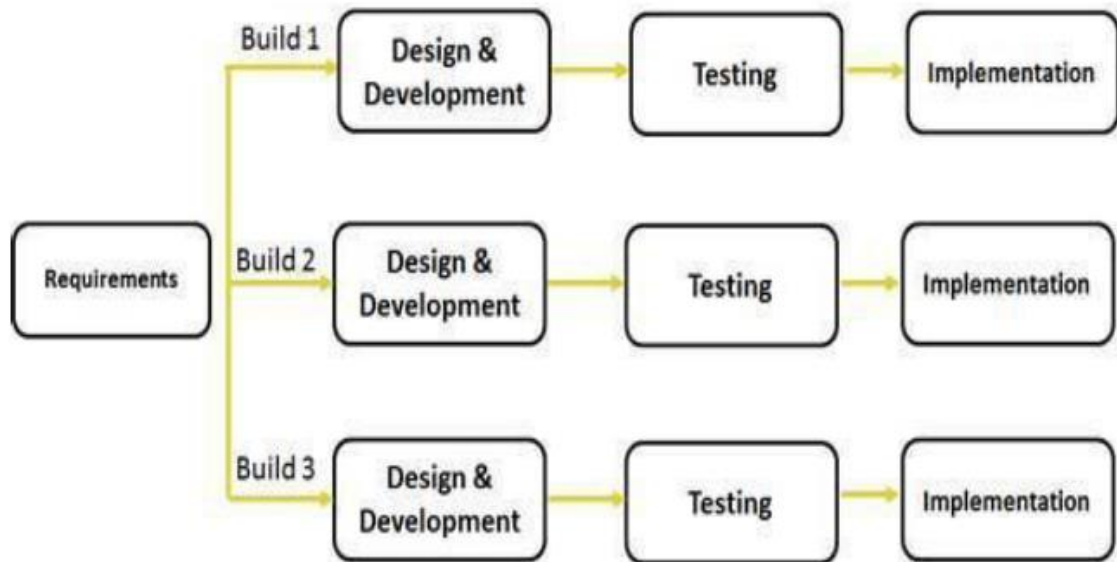 Build 1
Design &
Development
Testing
Implementation
Requirements
Build 2
Design &
Development
Testing
Implementation
Build 3
Design &
Development
Testing
Implementation